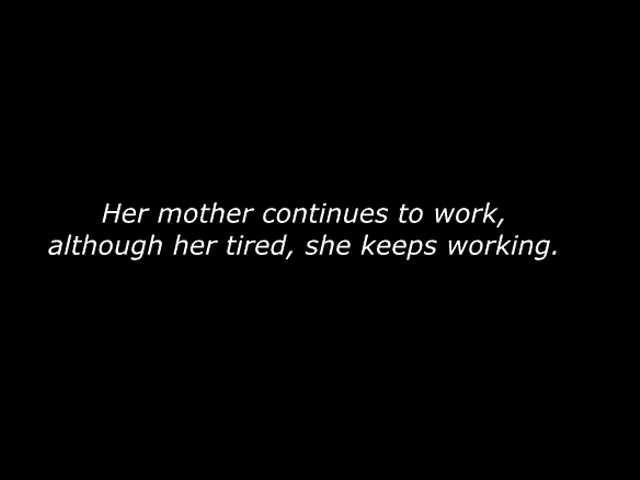 Her mother continues to work,
although her tired, she keeps working.